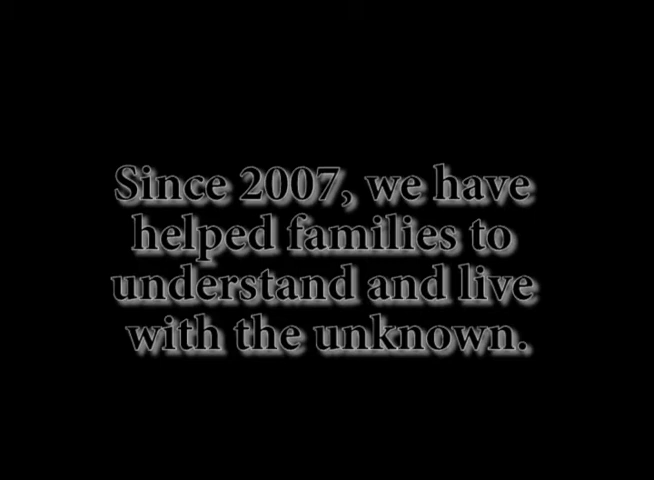 Since 2007, we have
helped families to
understand and live
with the unknown.